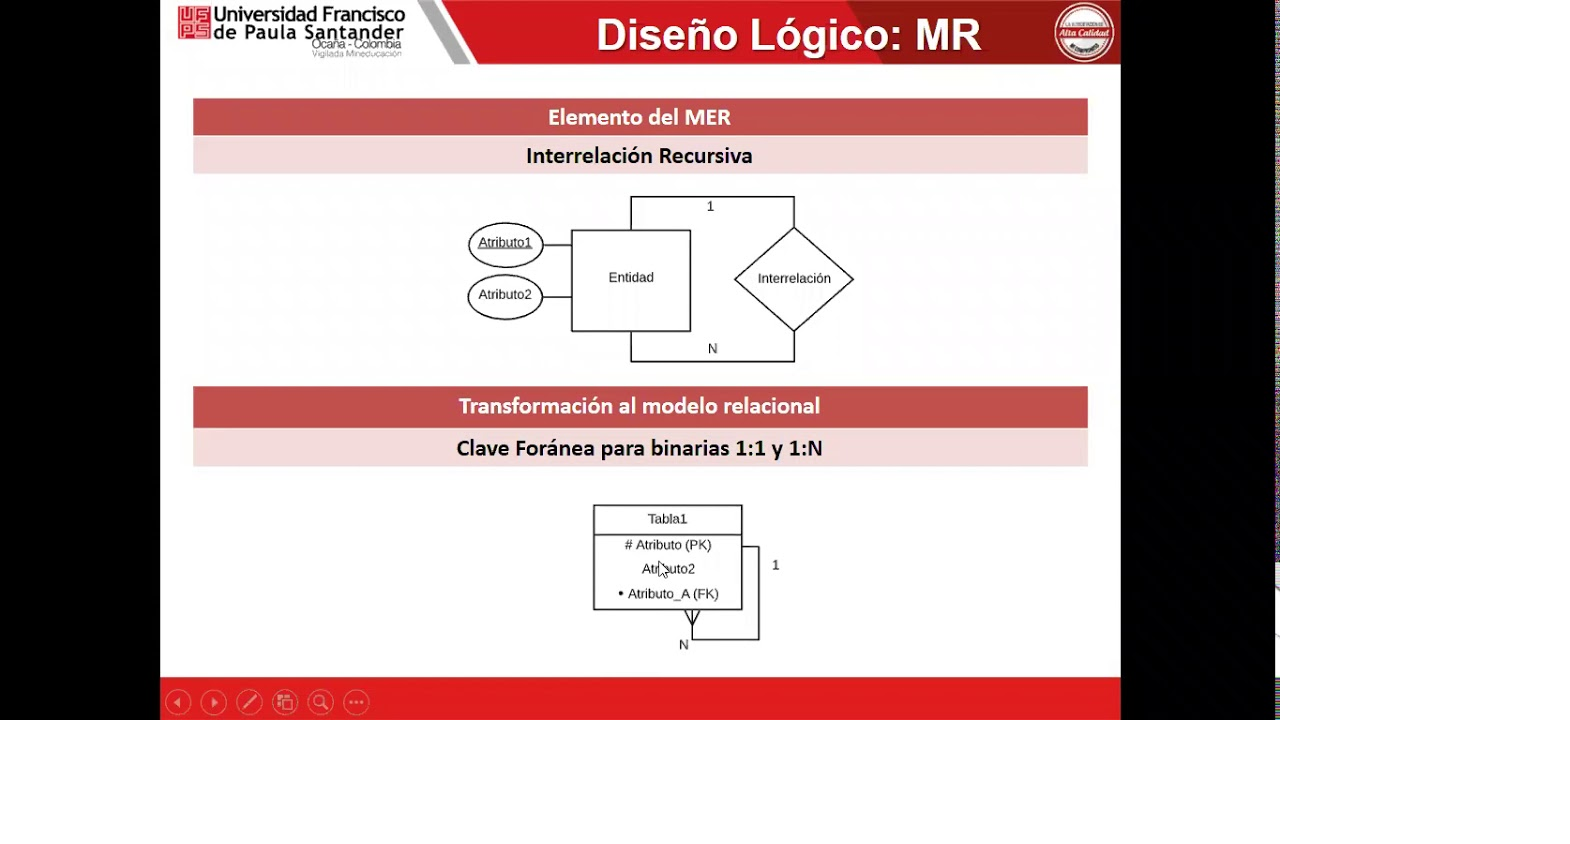 Universidad Francisco
de Paula Santander
Ocaña - Colombia
Vigilada Mineducación
Diseño Lógico: MR
Alta Calidad
Elemento del MER
Interrelación Recursiva
1
Atributo1
Entidad
Interrelación
Atributo2
N
Transformación al modelo relacional
Clave Foránea para binarias 1:1 y 1:N
Tabla1
# Atributo (PK)
1
Atributo2
• Atributo_A (FK)
N